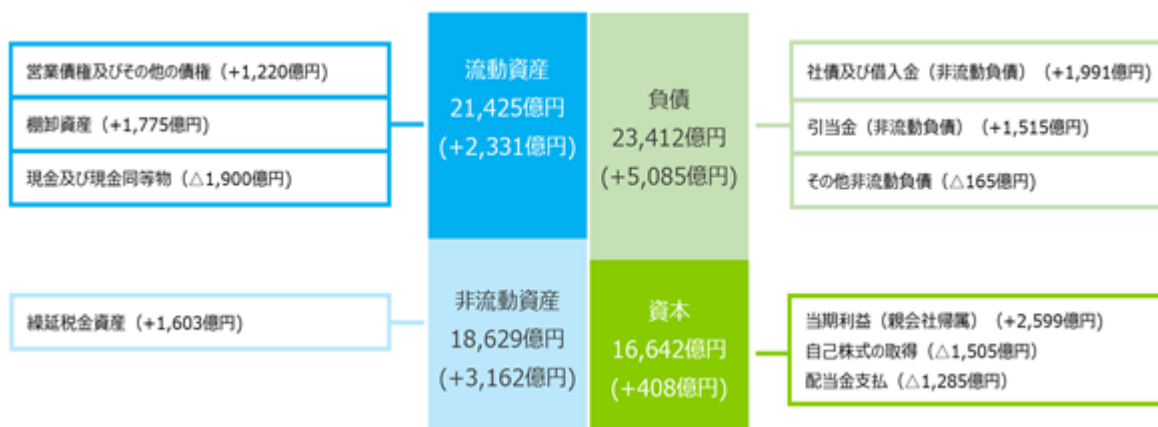 営業債権及びその他の債権（+1,220億円）
棚卸資産（+1,775億円）
現金及び現金同等物（△1,900億円）
繰延税金資産（+1,603億円）
流動資産
21,425億円
(+2,331億円)
非流動資産
18,629億円
(+3,162億円)
負債
23,412億円
(+5,085億円)
資本
16,642億円
(+408億円)
社債及び借入金（非流動負債）（+1,991億円）
引当金（非流動負債）（+1,515億円）
その他非流動負債（△165億円）
当期利益（親会社帰属）（+2,599億円）
自己株式の取得（△1,505億円）
配当金支払（△1,285億円）